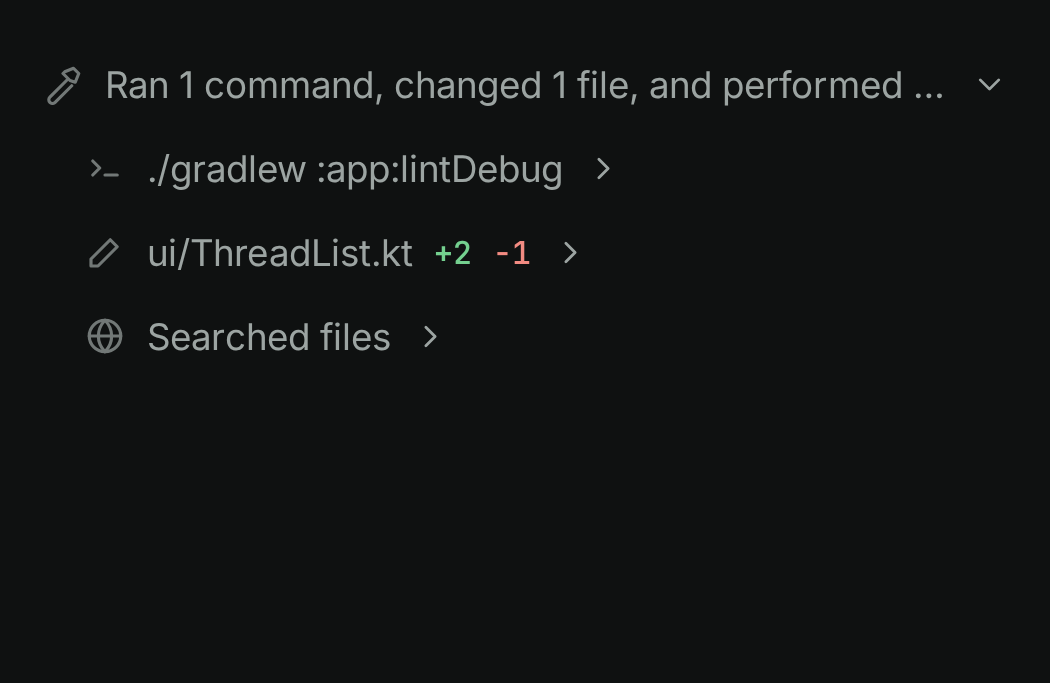 Ran 1 command, changed 1 file, and performed ...
./gradlew :app:lintDebug
ui/ThreadList.kt +2 -1
Searched files